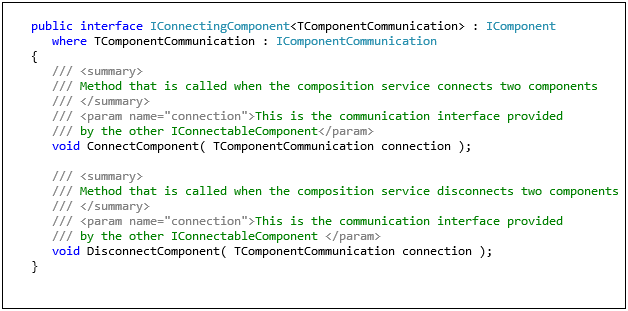 public interface IConnectingComponent<TComponentCommunication> : IComponent
where TComponentCommunication : IComponentCommunication
{
/// <summary>
/// Method that is called when the composition service connects two components
/// </summary>
/// <param name="connection">This is the communication interface provided
/// by the other IConnectableComponent</param>
void ConnectComponent( TComponentCommunication connection );
/// <summary>
/// Method that is called when the composition service disconnects two components
/// </summary>
/// <param name="connection">This is the communication interface provided
/// by the other IConnectableComponent </param>
void DisconnectComponent( TComponentCommunication connection );
}